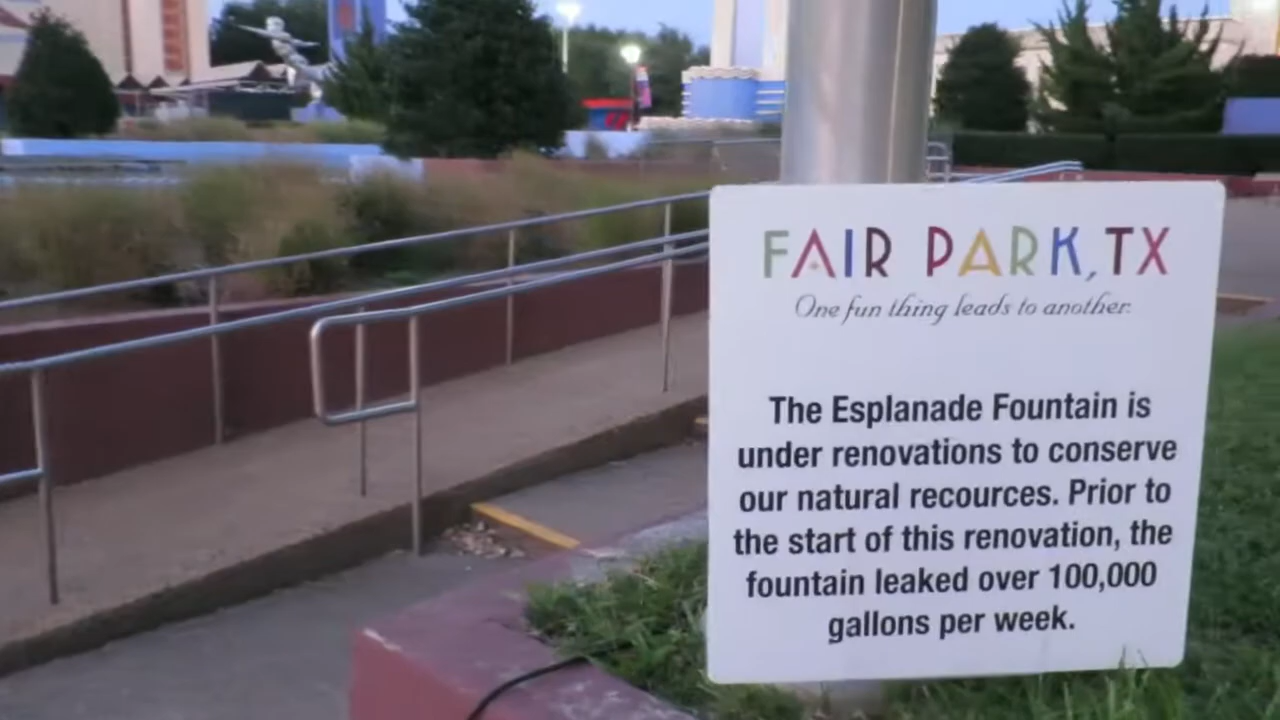 FAIR PARK, TX
One fun thing leads to another.
The Esplanade Fountain is
under renovations to conserve
our natural recources. Prior to
the start of this renovation, the
fountain leaked over 100,000
gallons per week.